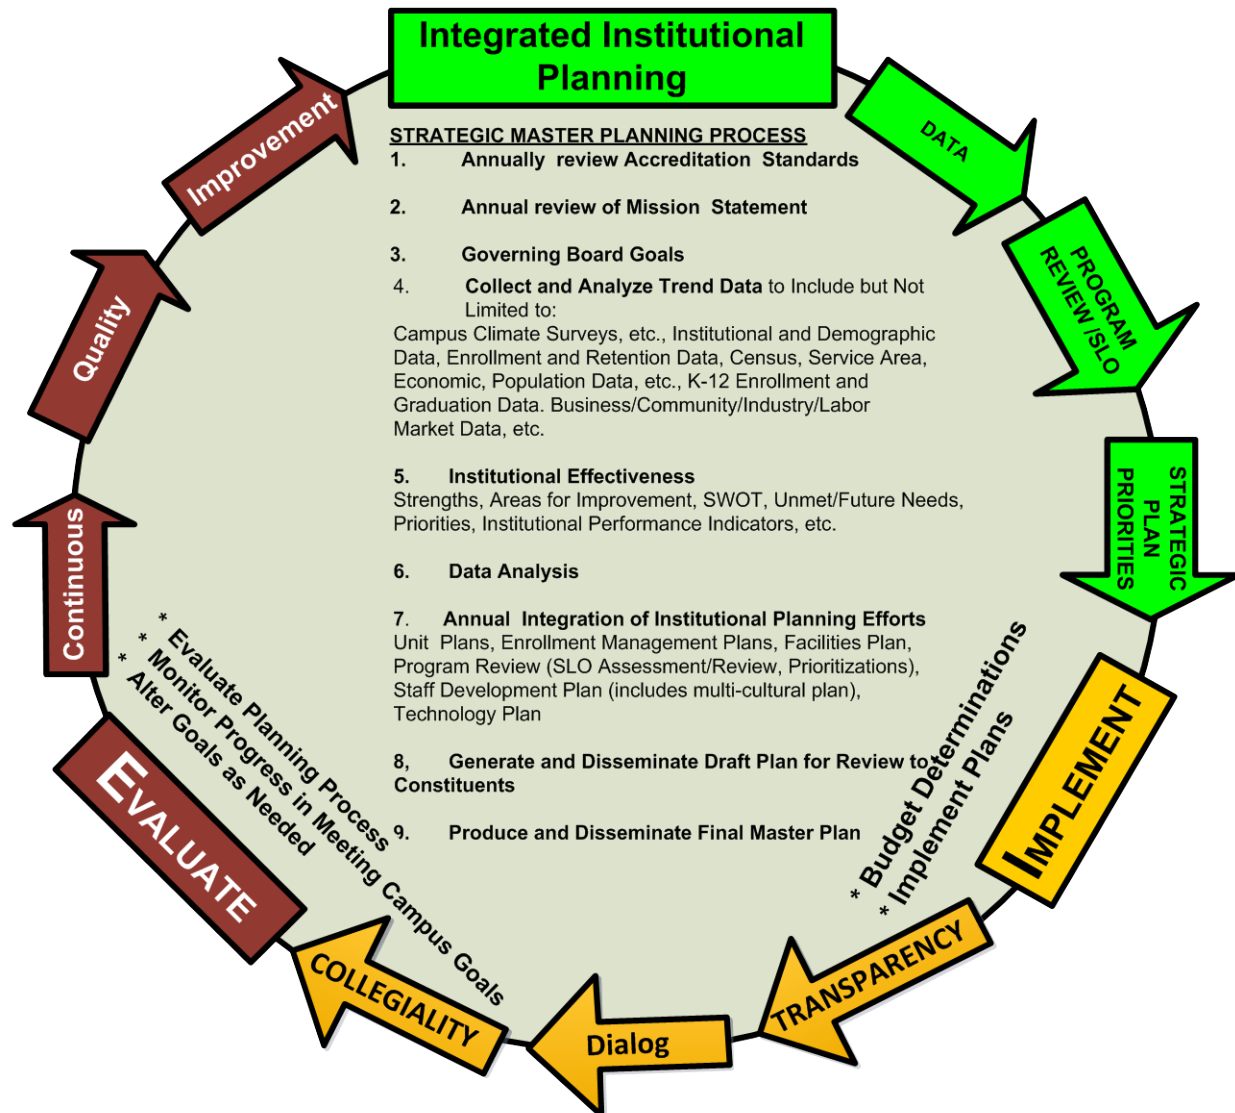 Integrated Institutional
Planning
STRATEGIC MASTER PLANNING PROCESS
1. Annually review Accreditation Standards
2. Annual review of Mission Statement
3. Governing Board Goals
4. Collect and Analyze Trend Data to Include but Not
Limited to:
Campus Climate Surveys, etc., Institutional and Demographic
Data, Enrollment and Retention Data, Census, Service Area,
Economic, Population Data, etc., K-12 Enrollment and
Graduation Data. Business/Community/Industry/Labor
Market Data, etc.
5. Institutional Effectiveness
Strengths, Areas for Improvement, SWOT, Unmet/Future Needs,
Priorities, Institutional Performance Indicators, etc.
6. Data Analysis
7. Annual Integration of Institutional Planning Efforts
Unit Plans, Enrollment Management Plans, Facilities Plan,
Program Review (SLO Assessment/Review, Prioritizations),
Staff Development Plan (includes multi-cultural plan),
Technology Plan
8, Generate and Disseminate Draft Plan for Review to
Constituents
9. Produce and Disseminate Final Master Plan
DATA
PROGRAM
REVIEW /SLO
STRATEGIC
PLAN
PRIORITIES
IMPLEMENT
* Budget Determinations
* Implement Plans
TRANSPARENCY
Dialog
COLLEGIALITY
EVALUATE
* Evaluate Planning Process
* Monitor Progress in Meeting Campus Goals
* Alter Goals as Needed
Continuous
Quality
Improvement